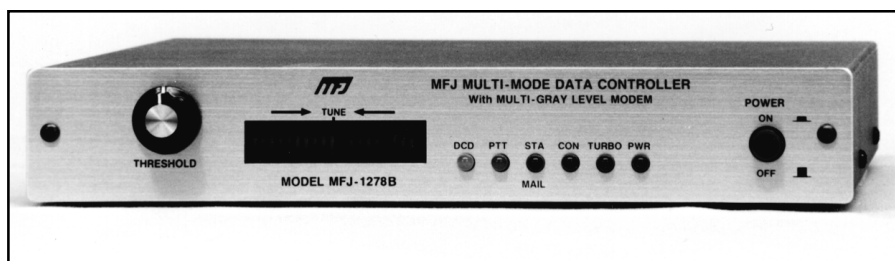 MFJ
MFJ MULTI-MODE DATA CONTROLLER
With MULTI-GRAY LEVEL MODEM
TUNE
THRESHOLD
MODEL MFJ-1278B
DCD PTT STA CON TURBO PWR
MAIL
POWER
ON
OFF